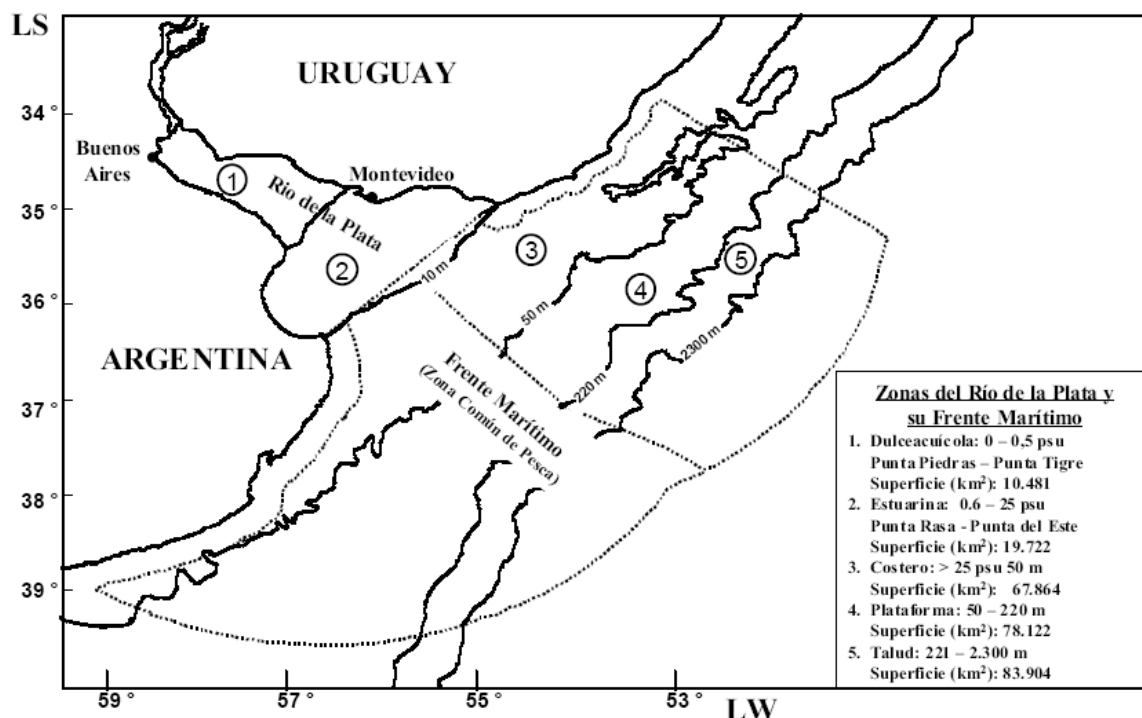 LS
URUGUAY
34 °
Buenos
Aires
1
Río de la Plata
Montevideo
35 °
2
10 m
3
5
4
36 °
50 m
2300 m
220 m
ARGENTINA
Frente Marítimo
(Zona Común de Pesca)
37 °
38 °
39 °
59 °
57 °
55 °
53 °
LW
Zonas del Río de la Plata y
su Frente Marítimo
1. Dulceacuícola: 0 – 0,5 psu
Punta Piedras – Punta Tigre
Superficie (km²): 10.481
2. Estuarina: 0.6 – 25 psu
Punta Rasa - Punta del Este
Superficie (km²): 19.722
3. Costero: > 25 psu 50 m
Superficie (km²): 67.864
4. Plataforma: 50 – 220 m
Superficie (km²): 78.122
5. Talud: 221 – 2.300 m
Superficie (km²): 83.904